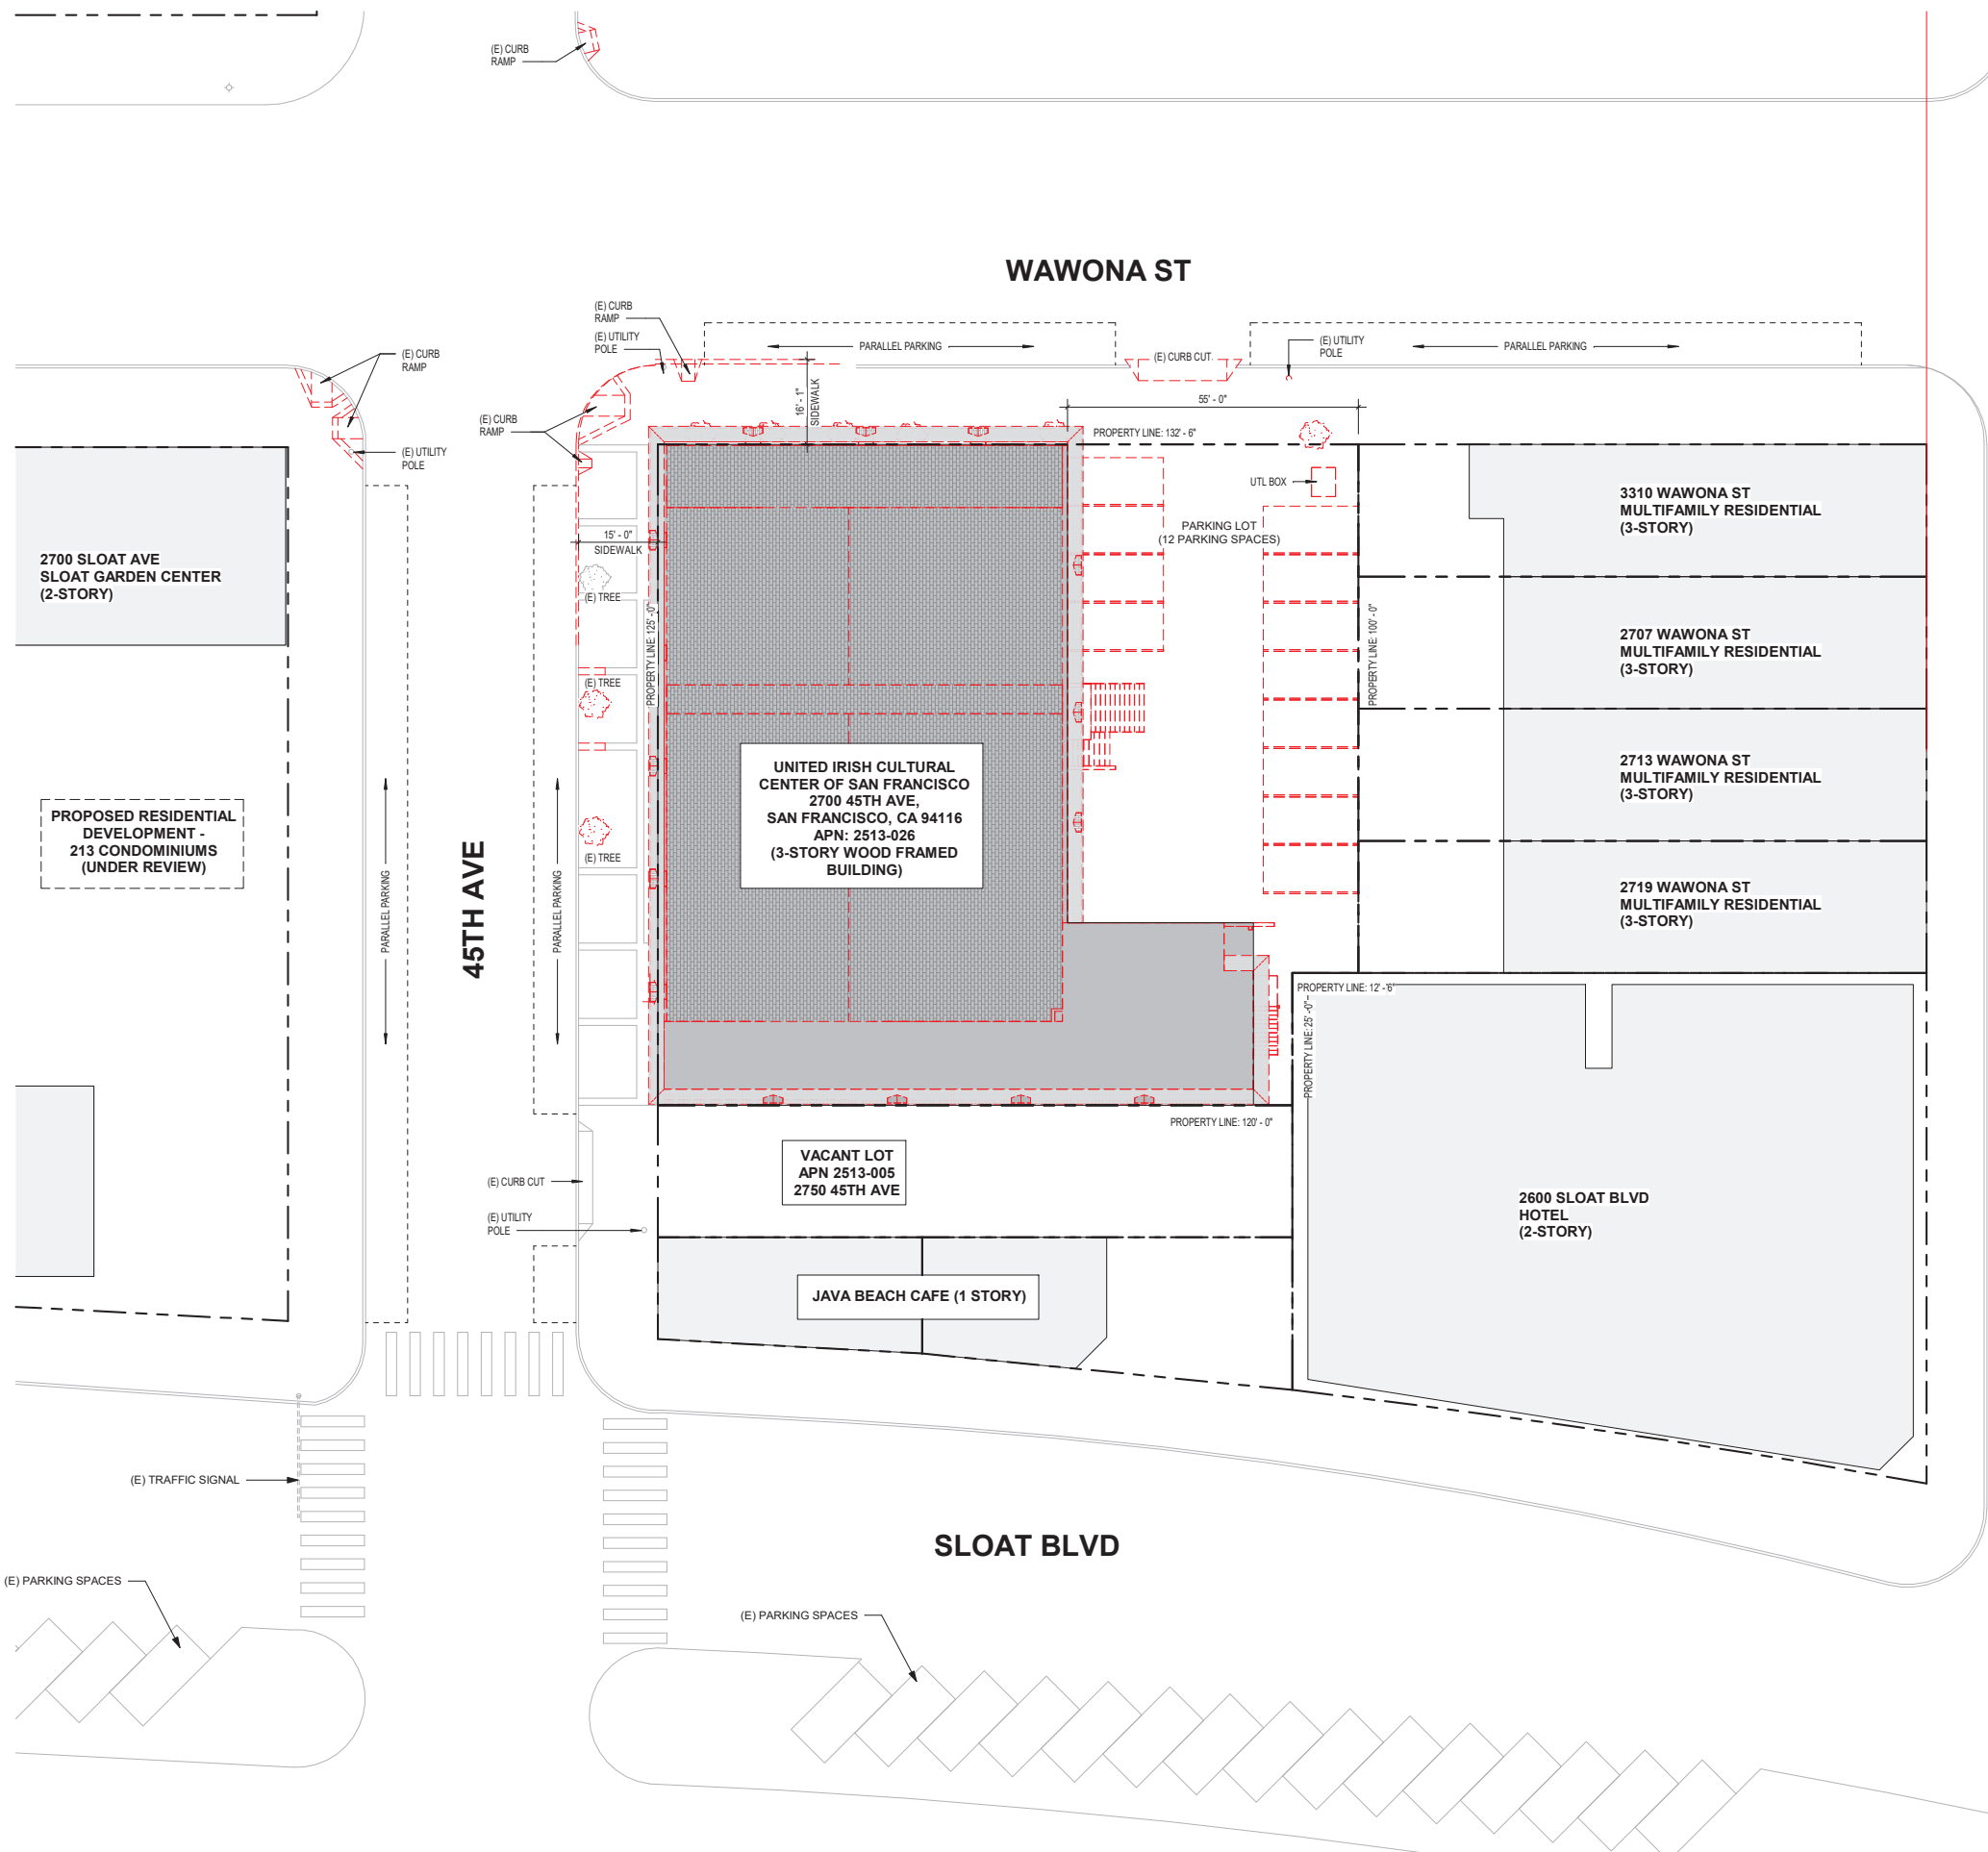 (E) CURB
RAMP
WAWONA ST
(E) CURB
RAMP
(E) UTILITY
POLE
PARALLEL PARKING
(E) CURB CUT
(E) UTILITY
POLE
PARALLEL PARKING
(E) CURB
RAMP
16' - 1"
SIDEWALK
55' - 0"
(E) CURB
RAMP
PROPERTY LINE: 132' - 6"
(E) UTILITY
POLE
UTL BOX
3310 WAWONA ST
MULTIFAMILY RESIDENTIAL
(3-STORY)
PARKING LOT
(12 PARKING SPACES)
15' - 0"
SIDEWALK
2700 SLOAT AVE
SLOAT GARDEN CENTER
(2-STORY)
(E) TREE
PROPERTY LINE: 125' - 0"
PROPERTY LINE: 100' - 0"
2707 WAWONA ST
MULTIFAMILY RESIDENTIAL
(3-STORY)
(E) TREE
UNITED IRISH CULTURAL
CENTER OF SAN FRANCISCO
2700 45TH AVE,
SAN FRANCISCO, CA 94116
APN: 2513-026
(3-STORY WOOD FRAMED
BUILDING)
2713 WAWONA ST
MULTIFAMILY RESIDENTIAL
(3-STORY)
PROPOSED RESIDENTIAL
DEVELOPMENT -
213 CONDOMINIUMS
(UNDER REVIEW)
(E) TREE
PARALLEL PARKING
45TH AVE
PARALLEL PARKING
2719 WAWONA ST
MULTIFAMILY RESIDENTIAL
(3-STORY)
PROPERTY LINE: 12' - 6"
PROPERTY LINE: 25' - 0"
PROPERTY LINE: 120' - 0"
VACANT LOT
APN 2513-005
2750 45TH AVE
(E) CURB CUT
(E) UTILITY
POLE
2600 SLOAT BLVD
HOTEL
(2-STORY)
JAVA BEACH CAFE (1 STORY)
(E) TRAFFIC SIGNAL
SLOAT BLVD
(E) PARKING SPACES
(E) PARKING SPACES